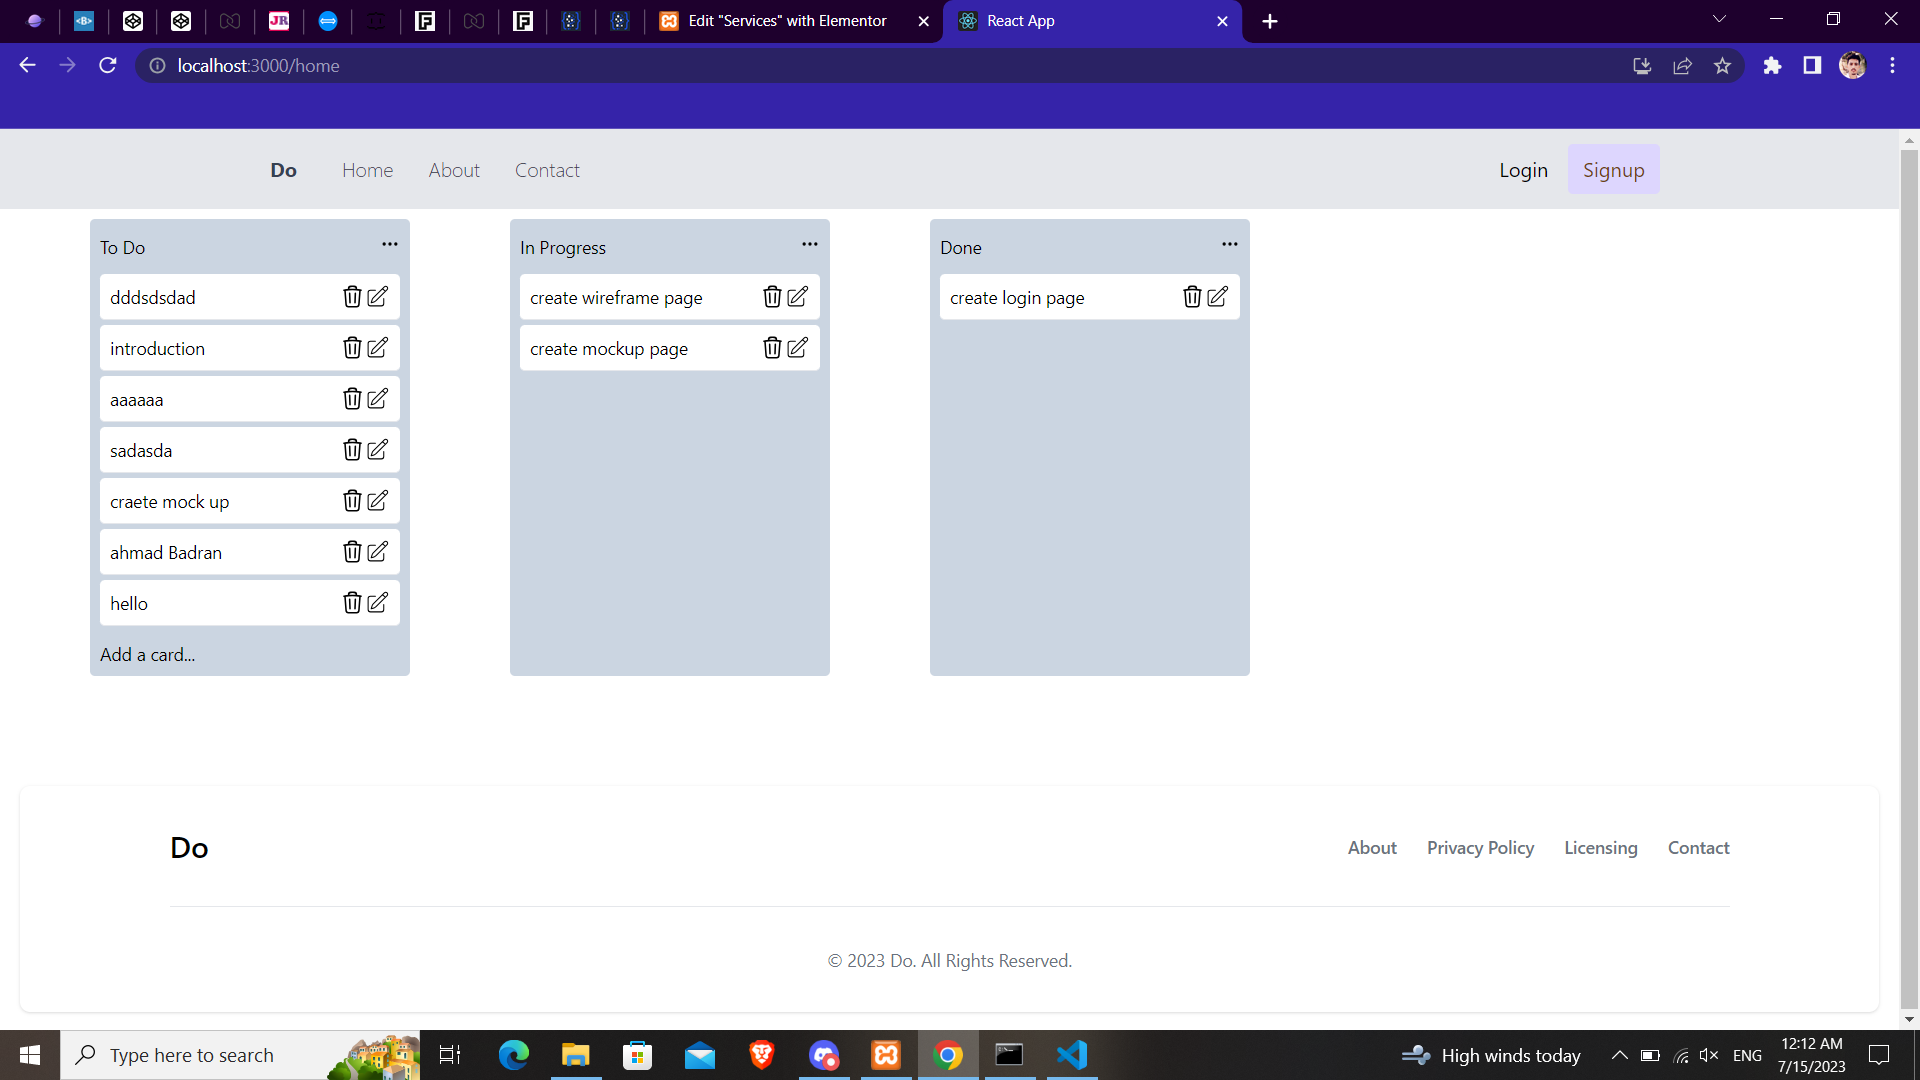 Edit "Services" with Elementor
React App
localhost:3000/home
Do Home About Contact Login Signup
To Do
dddsdsdad
introduction
aaaaaa
sadasda
craete mock up
ahmad Badran
hello
Add a card...
In Progress
create wireframe page
create mockup page
Done
create login page
Do
About Privacy Policy Licensing Contact
© 2023 Do. All Rights Reserved.
Type here to search
High winds today
ENG
12:12 AM
7/15/2023